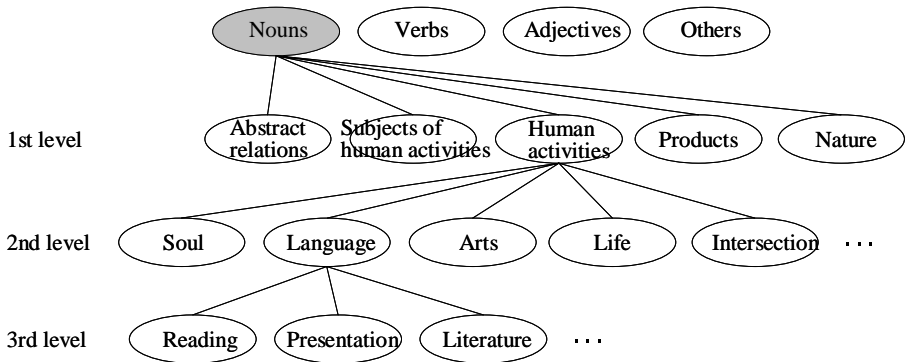 Nouns Verbs Adjectives Others
1st level Abstract relations Subjects of human activities Human activities Products Nature
2nd level Soul Language Arts Life Intersection ...
3rd level Reading Presentation Literature ...